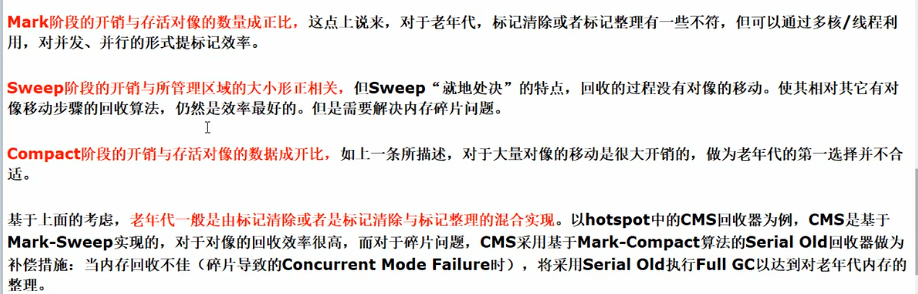 Mark阶段的开销与存活对像的数量成正比，这点上说来，对于老年代，标记清除或者标记整理有一些不符，但可以通过多核/线程利
用，对并发、并行的形式提标记效率。
Sweep阶段的开销与所管理区域的大小形正相关，但Sweep“就地处决”的特点，回收的过程没有对像的移动。使其相对其它有对
像移动步骤的回收算法，仍然是效率最好的。但是需要解决内存碎片问题。
Compact阶段的开销与存活对像的数据成开比，如上一条所描述，对于大量对像的移动是很大开销的，做为老年代的第一选择并不合
适。
基于上面的考虑，老年代一般是由标记清除或者是标记清除与标记整理的混合实现。以hotspot中的CMS回收器为例，CMS是基于
Mark-Sweep实现的，对于对像的回收效率很高，而对于碎片问题，CMS采用基于Mark-Compact算法的Serial Old回收器做为
补偿措施：当内存回收不佳（碎片导致的Concurrent Mode Failure时），将采用Serial Old执行Full GC以达到对老年代内存的
整理。